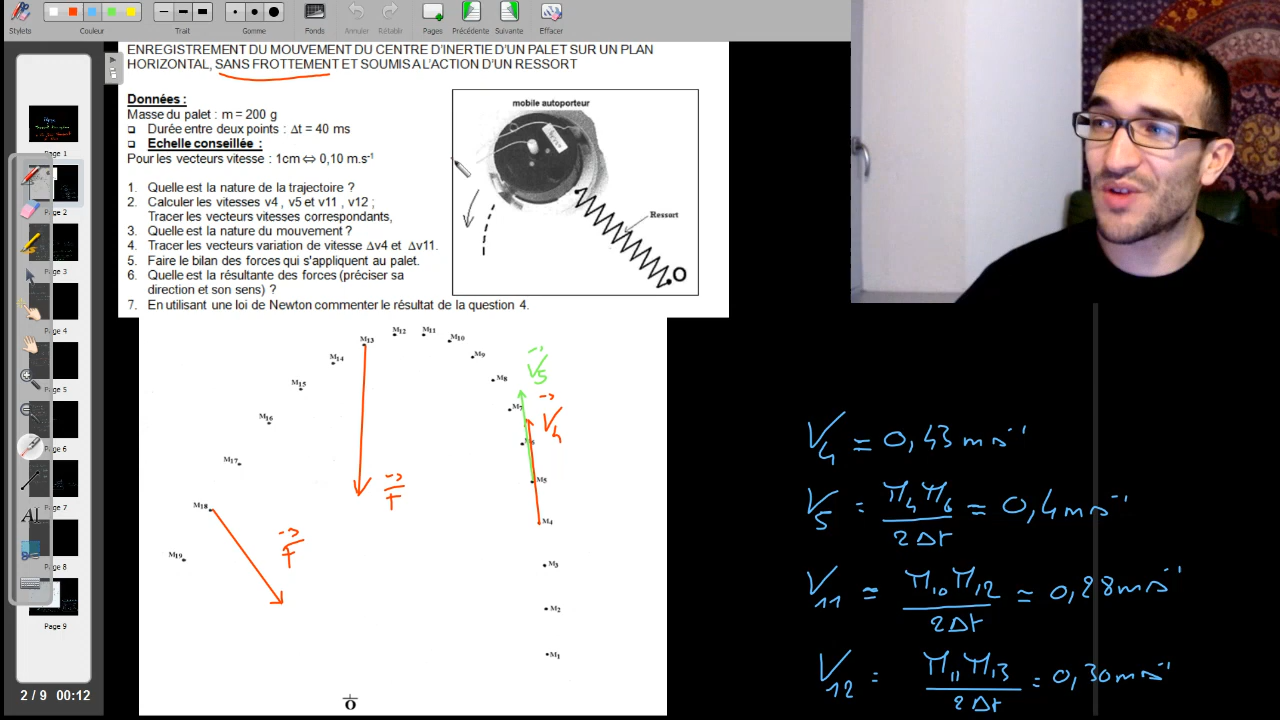 Stylets Couleur Trait Gomme Fonds Annuler Rétablir Pages Précédente Suivante Effacer
ENREGISTREMENT DU MOUVEMENT DU CENTRE D'INERTIE D'UN PALET SUR UN PLAN
HORIZONTAL, SANS FROTTEMENT ET SOUMIS A L'ACTION D'UN RESSORT
Données :
Masse du palet : m = 200 g
Durée entre deux points : Δt = 40 ms
Echelle conseillée :
Pour les vecteurs vitesse : 1cm ⇔ 0,10 m.s⁻¹
1. Quelle est la nature de la trajectoire ?
2. Calculer les vitesses v4 , v5 et v11 , v12 ;
Tracer les vecteurs vitesses correspondants,
3. Quelle est la nature du mouvement ?
4. Tracer les vecteurs variation de vitesse Δv4 et Δv11.
5. Faire le bilan des forces qui s'appliquent au palet.
6. Quelle est la résultante des forces (préciser sa
direction et son sens) ?
7. En utilisant une loi de Newton commenter le résultat de la question 4.
mobile autoporteur
Ressort
O
M13 M12 M11 M10
M14 M9
M15 M8
M16 M7
M17
M18 M5
M4
M19 M3
M2
M1
O
V5
V4
F
F
V4 ≈ 0,43 m s⁻¹
V5 = M4M6 / 2Δt ≈ 0,4 m s⁻¹
V11 ≈ M10M12 / 2Δt ≈ 0,28 m s⁻¹
V12 = M11M13 / 2Δt = 0,30 m s⁻¹
Page 1
Page 2
Page 3
Page 4
Page 5
Page 6
Page 7
Page 8
Page 9
2 / 9 00:12